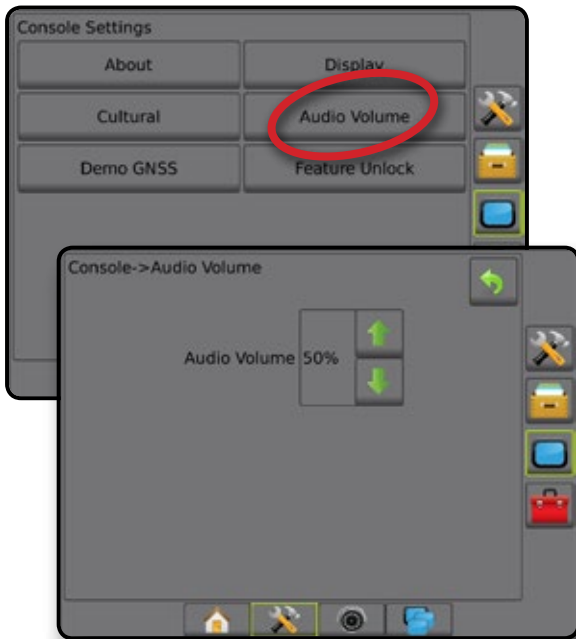 Console Settings
About Display
Cultural Audio Volume
Demo GNSS Feature Unlock
Console->Audio Volume
Audio Volume 50%